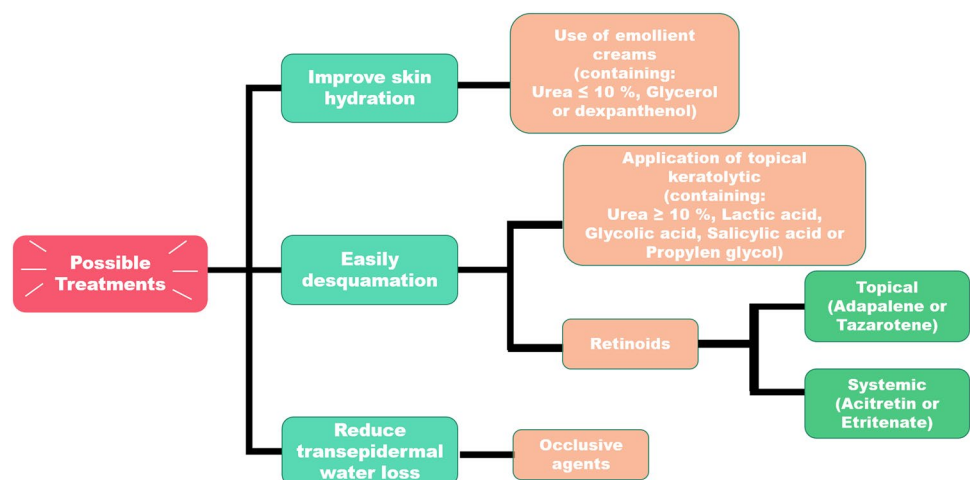 Possible
Treatments
Improve skin
hydration
Use of emollient
creams
(containing:
Urea ≤ 10 %, Glycerol
or dexpanthenol)
Easily
desquamation
Application of topical
keratolytic
(containing:
Urea ≥ 10 %, Lactic acid,
Glycolic acid, Salicylic acid or
Propylen glycol)
Retinoids
Topical
(Adapalene or
Tazarotene)
Systemic
(Acitretin or
Etritenate)
Reduce
transepidermal
water loss
Occlusive
agents